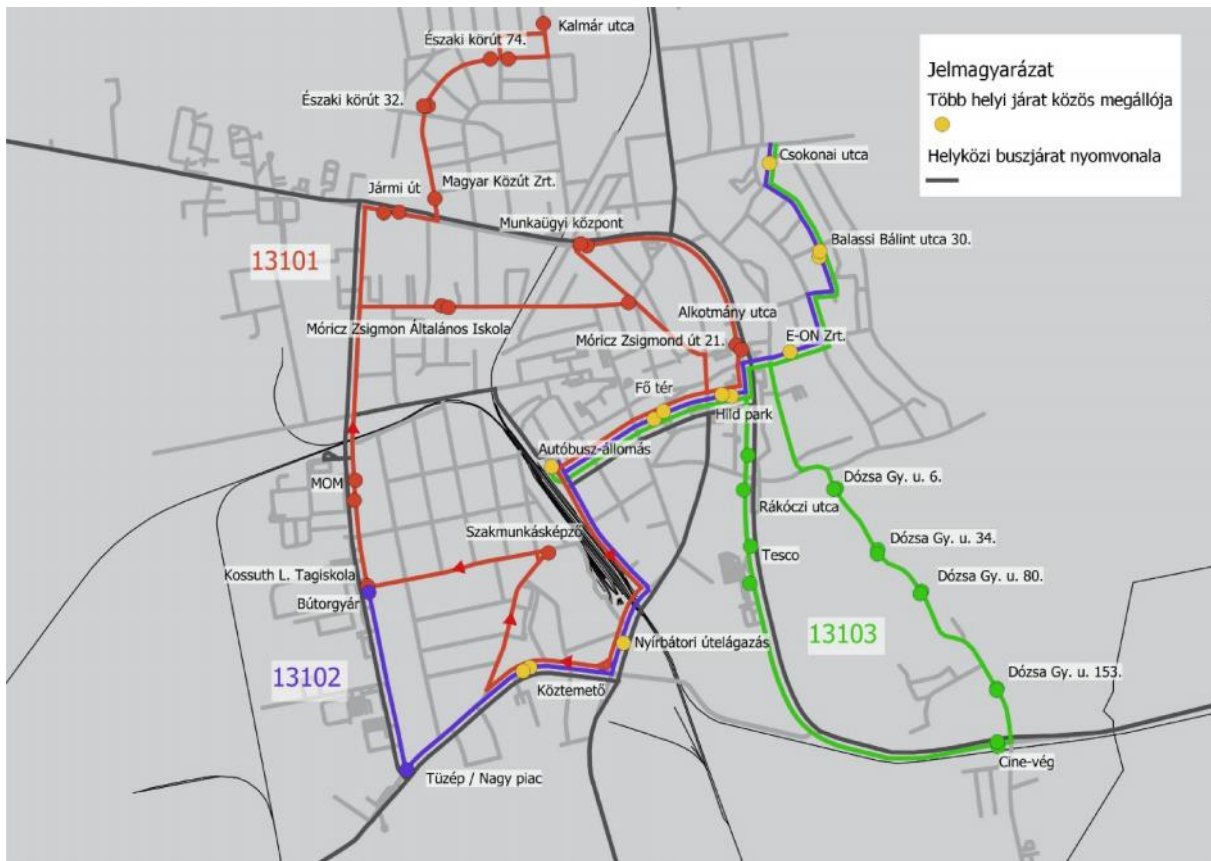 Kalmár utca
Északi körút 74.
Északi körút 32.
Magyar Közút Zrt.
Jármi út
Munkaügyi központ
13101
Móricz Zsigmon Általános Iskola
Alkotmány utca
Móricz Zsigmond út 21.
Csokonai utca
Balassi Bálint utca 30.
E-ON Zrt.
Fő tér
Hild park
Autóbusz-állomás
MOM
Szakmunkásképző
Kossuth L. Tagiskola
Bútorgyár
13102
Tüzép / Nagy piac
Köztemető
Nyírbátori útelágazás
Rákóczi utca
Tesco
13103
Dózsa Gy. u. 6.
Dózsa Gy. u. 34.
Dózsa Gy. u. 80.
Dózsa Gy. u. 153.
Cine-vég
Jelmagyarázat
Több helyi járat közös megállója
Helyközi buszjárat nyomvonala